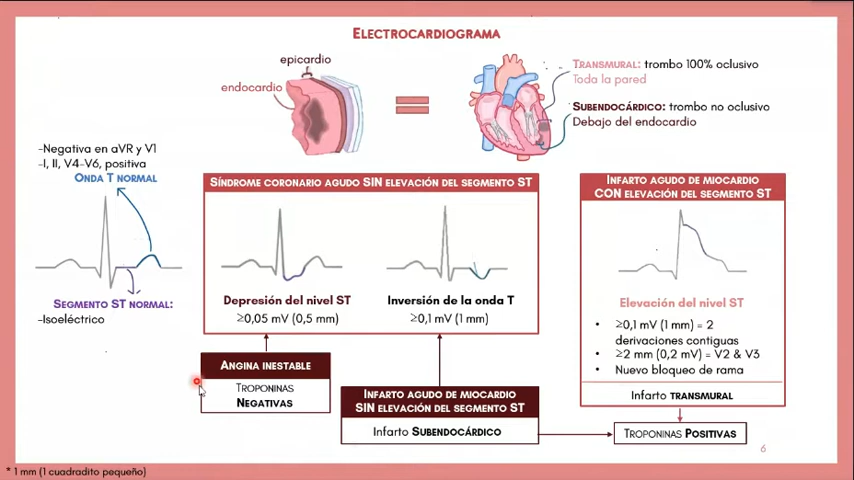 ELECTROCARDIOGRAMA
epicardio
endocardio
TRANSMURAL: trombo 100% oclusivo
Toda la pared
SUBENDOCÁRDICO: trombo no oclusivo
Debajo del endocardio
-Negativa en aVR y V1
-I, II, V4-V6, positiva
ONDA T NORMAL
SEGMENTO ST NORMAL:
-Isoeléctrico
SÍNDROME CORONARIO AGUDO SIN ELEVACIÓN DEL SEGMENTO ST
Depresión del nivel ST
≥0,05 mV (0,5 mm)
Inversión de la onda T
≥0,1 mV (1 mm)
ANGINA INESTABLE
TROPONINAS
NEGATIVAS
INFARTO AGUDO DE MIOCARDIO
SIN ELEVACIÓN DEL SEGMENTO ST
Infarto SUBENDOCÁRDICO
INFARTO AGUDO DE MIOCARDIO
CON ELEVACIÓN DEL SEGMENTO ST
Elevación del nivel ST
• ≥0,1 mV (1 mm) = 2
derivaciones contiguas
• ≥2 mm (0,2 mV) = V2 & V3
• Nuevo bloqueo de rama
Infarto TRANSMURAL
TROPONINAS POSITIVAS
6
* 1 mm (1 cuadradito pequeño)